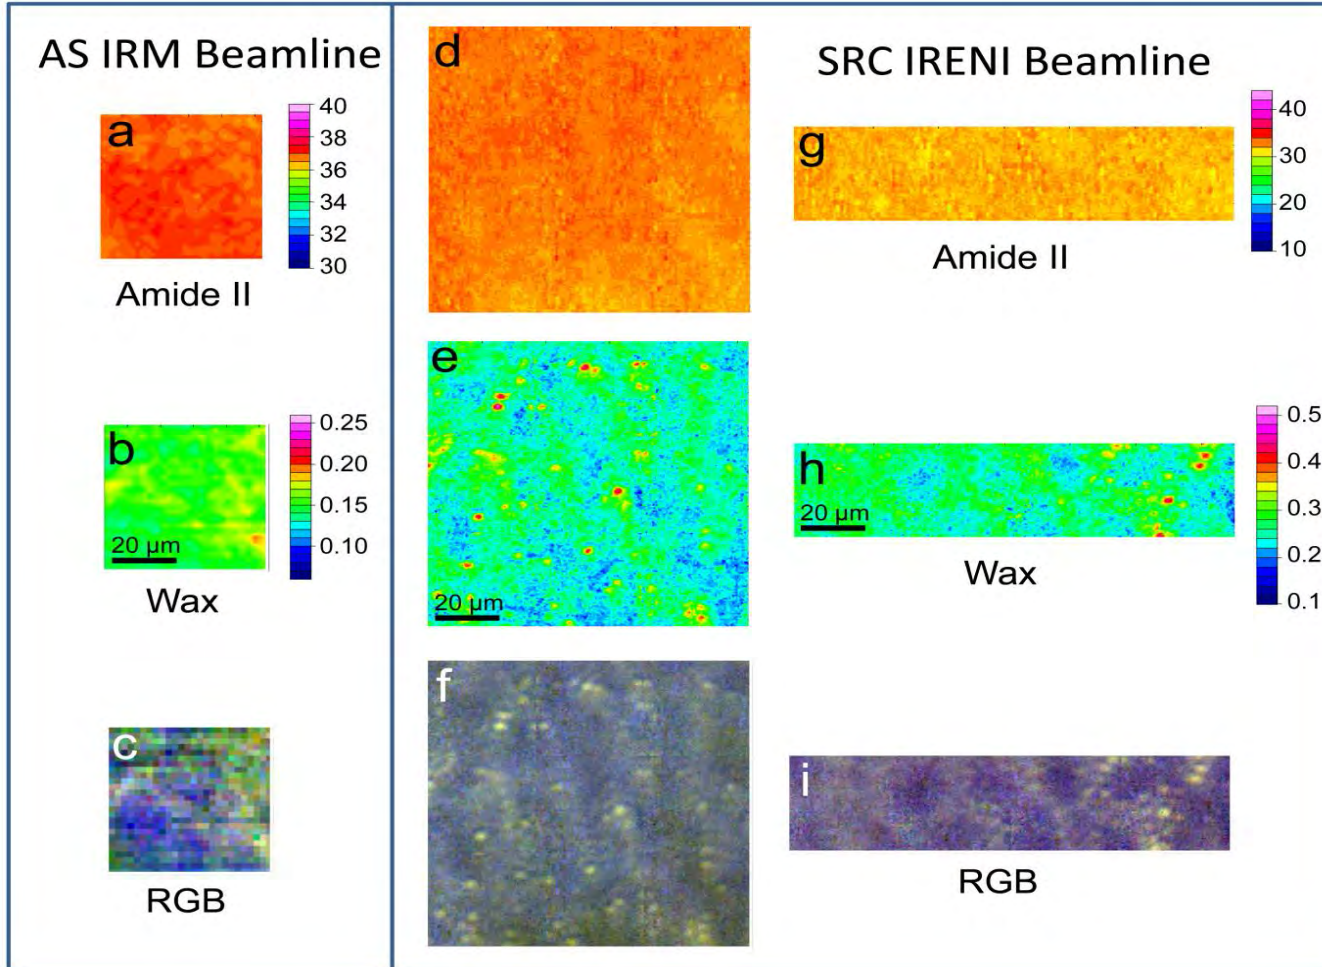 AS IRM Beamline
a
40
38
36
34
32
30
Amide II
b
20 µm
0.25
0.20
0.15
0.10
Wax
c
RGB
SRC IRENI Beamline
d
g
Amide II
40
30
20
10
e
20 µm
h
20 µm
Wax
0.5
0.4
0.3
0.2
0.1
f
i
RGB